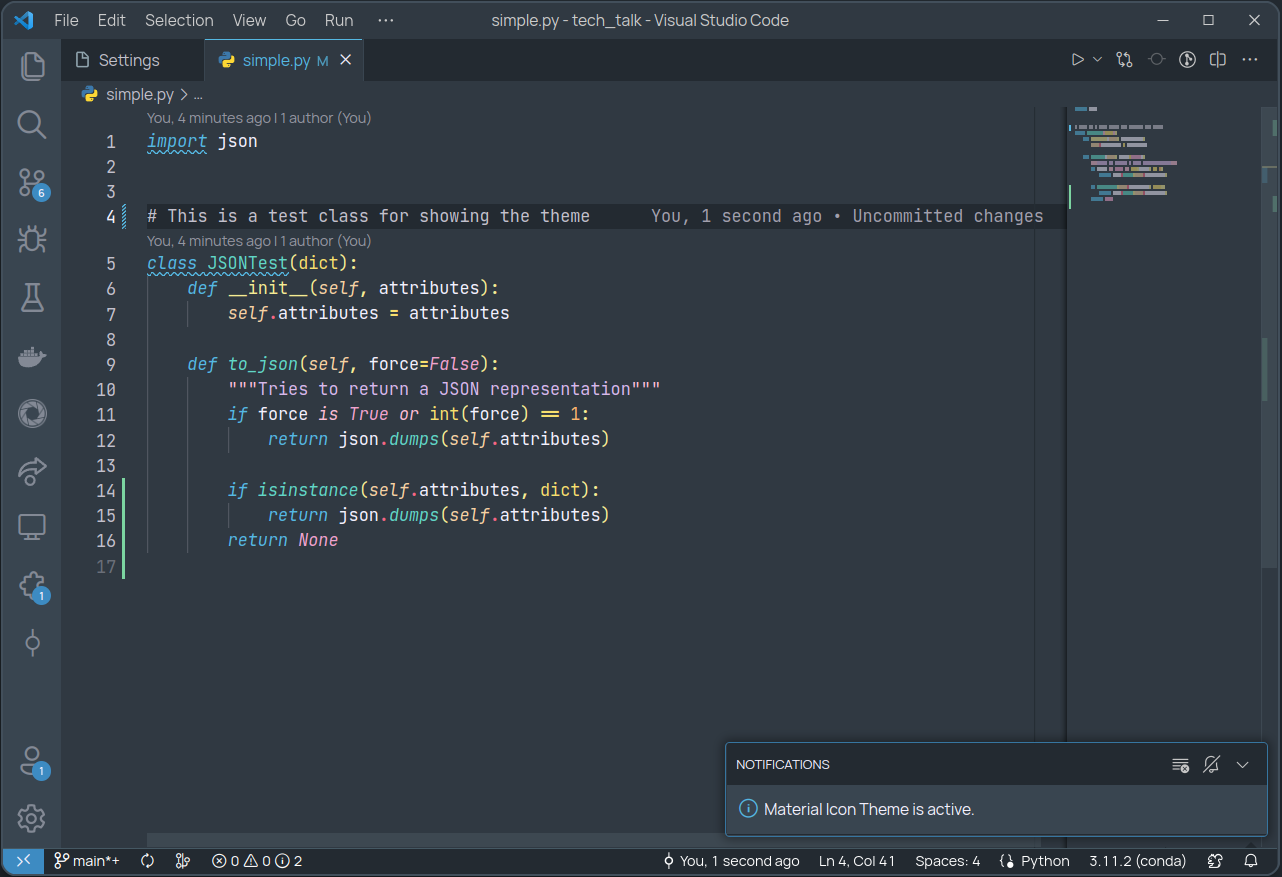 File Edit Selection View Go Run ··· simple.py - tech_talk - Visual Studio Code
Settings simple.py M
simple.py > ...
You, 4 minutes ago | 1 author (You)
1 import json
2
3
4 # This is a test class for showing the theme You, 1 second ago • Uncommitted changes
You, 4 minutes ago | 1 author (You)
5 class JSONTest(dict):
6 def __init__(self, attributes):
7 self.attributes = attributes
8
9 def to_json(self, force=False):
10 """Tries to return a JSON representation"""
11 if force is True or int(force) == 1:
12 return json.dumps(self.attributes)
13
14 if isinstance(self.attributes, dict):
15 return json.dumps(self.attributes)
16 return None
17
6
1
1
NOTIFICATIONS
Material Icon Theme is active.
main*+ 0 0 2 You, 1 second ago Ln 4, Col 41 Spaces: 4 Python 3.11.2 (conda)